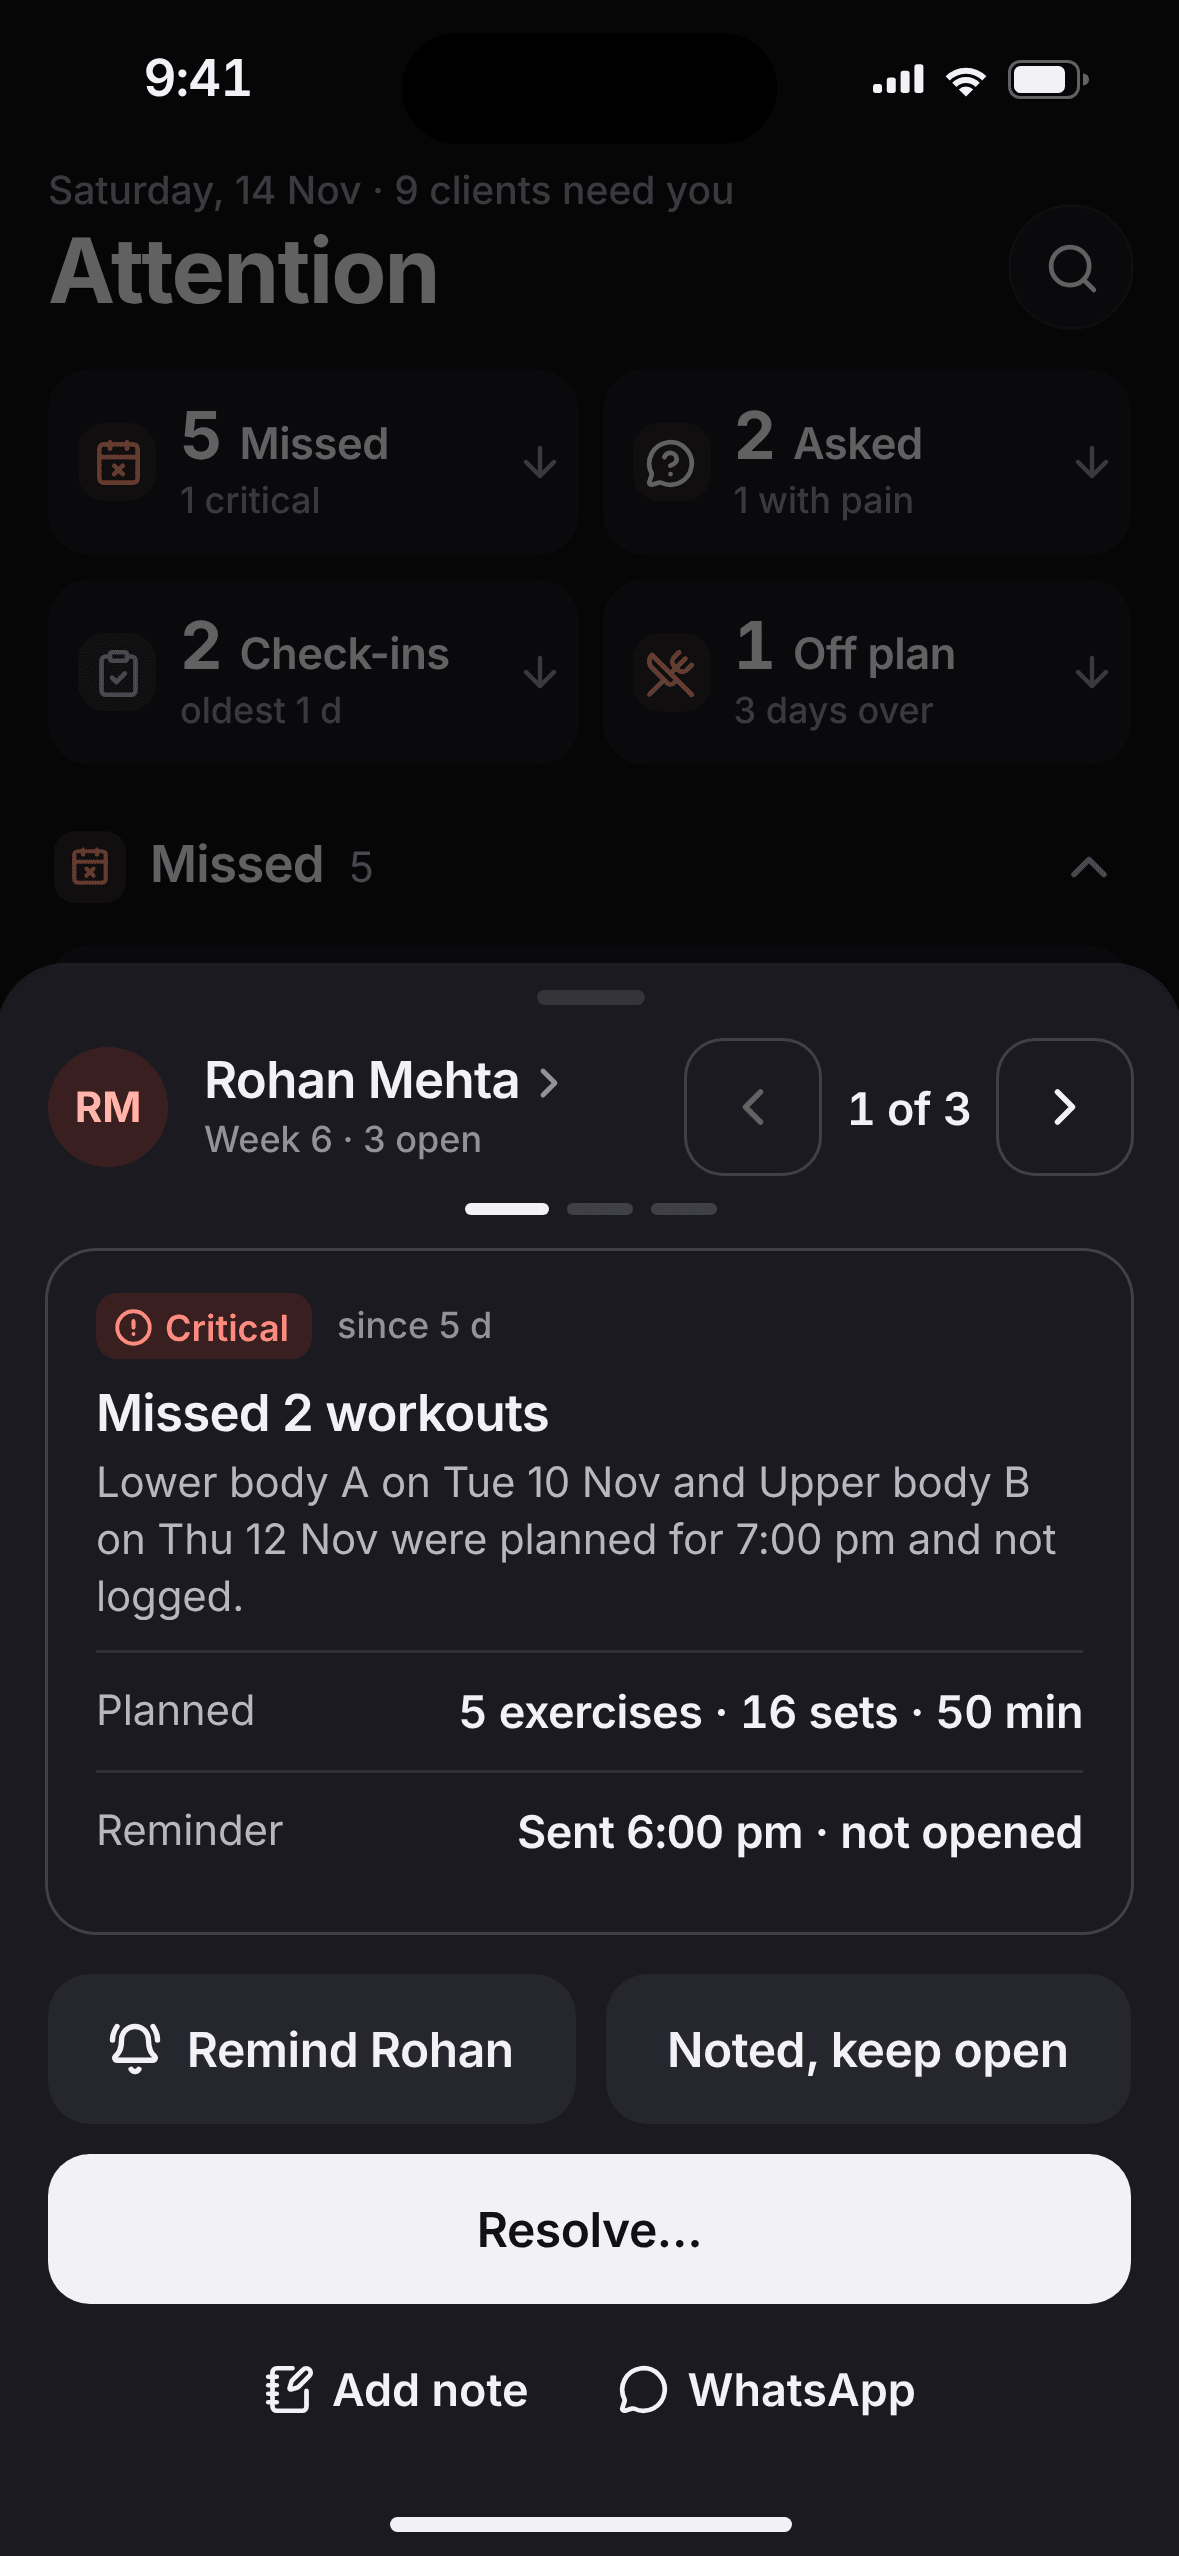 9:41
Saturday, 14 Nov · 9 clients need you
Attention
5 Missed
1 critical
2 Asked
1 with pain
2 Check-ins
oldest 1 d
1 Off plan
3 days over
Missed 5
RM
Rohan Mehta
Week 6 · 3 open
1 of 3
Critical since 5 d
Missed 2 workouts
Lower body A on Tue 10 Nov and Upper body B
on Thu 12 Nov were planned for 7:00 pm and not
logged.
Planned 5 exercises · 16 sets · 50 min
Reminder Sent 6:00 pm · not opened
Remind Rohan
Noted, keep open
Resolve...
Add note
WhatsApp